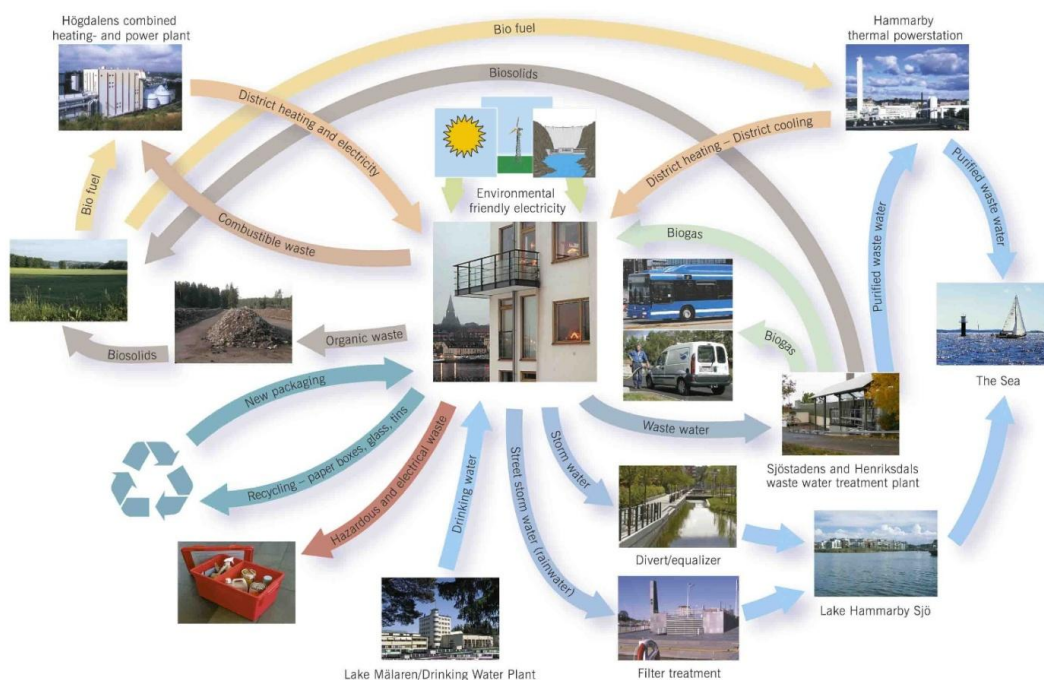 Högdalens combined
heating- and power plant
Bio fuel
Hammarby
thermal powerstation
Biosolids
District heating and electricity
District heating – District cooling
Environmental
friendly electricity
Bio fuel
Combustible waste
Biogas
Purified waste water
Purified waste water
Organic waste
Biosolids
Biogas
New packaging
The Sea
Recycling – paper boxes, glass, tins
Hazardous and electrical waste
Drinking water
Street storm water (rainwater)
Storm water
Waste water
Sjöstadens and Henriksdals
waste water treatment plant
Divert/equalizer
Lake Hammarby Sjö
Lake Mälaren/Drinking Water Plant
Filter treatment